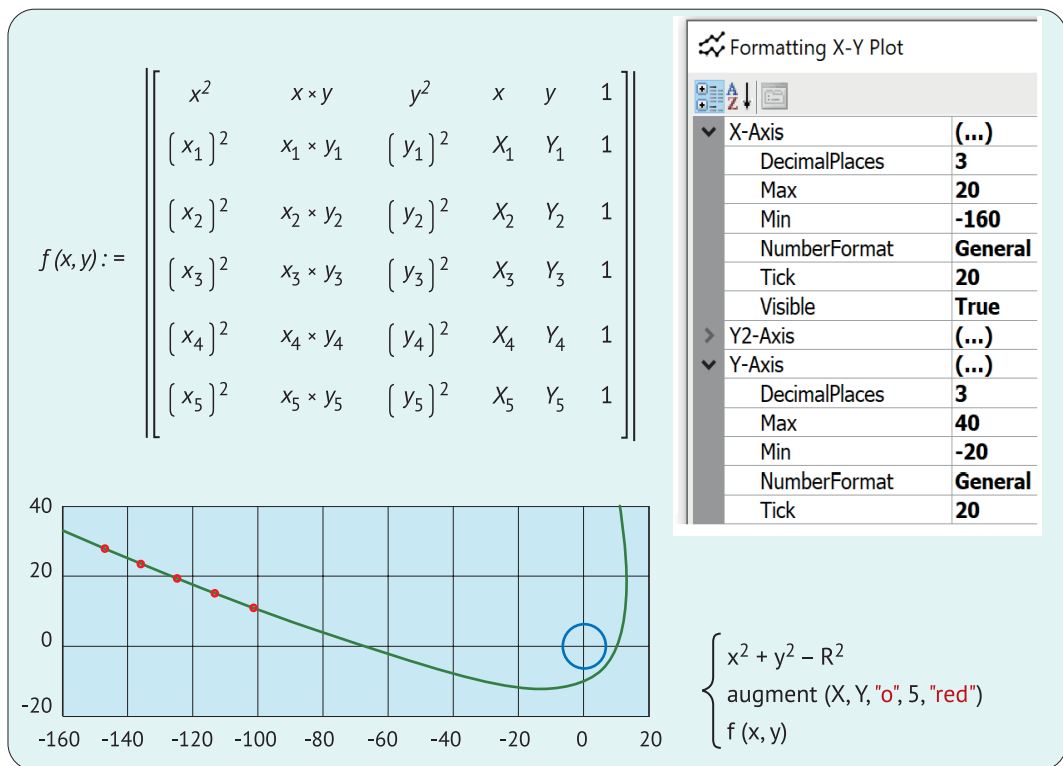 x² x × y y² x y 1
(x₁)² x₁ × y₁ (y₁)² X₁ Y₁ 1
(x₂)² x₂ × y₂ (y₂)² X₂ Y₂ 1
f (x, y) : =
(x₃)² x₃ × y₃ (y₃)² X₃ Y₃ 1
(x₄)² x₄ × y₄ (y₄)² X₄ Y₄ 1
(x₅)² x₅ × y₅ (y₅)² X₅ Y₅ 1
Formatting X-Y Plot
A
Z
X-Axis (...)
DecimalPlaces 3
Max 20
Min -160
NumberFormat General
Tick 20
Visible True
Y2-Axis (...)
Y-Axis (...)
DecimalPlaces 3
Max 40
Min -20
NumberFormat General
Tick 20
40
20
0
-20
-160 -140 -120 -100 -80 -60 -40 -20 0 20
x² + y² – R²
augment (X, Y, "o", 5, "red")
f (x, y)